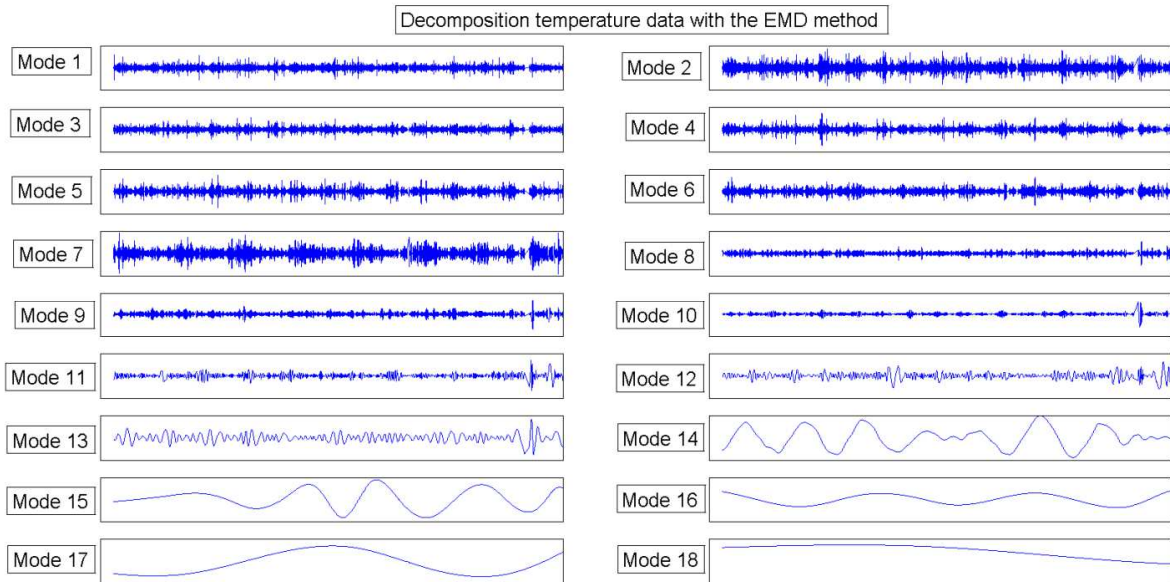 Decomposition temperature data with the EMD method
Mode 1
Mode 2
Mode 3
Mode 4
Mode 5
Mode 6
Mode 7
Mode 8
Mode 9
Mode 10
Mode 11
Mode 12
Mode 13
Mode 14
Mode 15
Mode 16
Mode 17
Mode 18